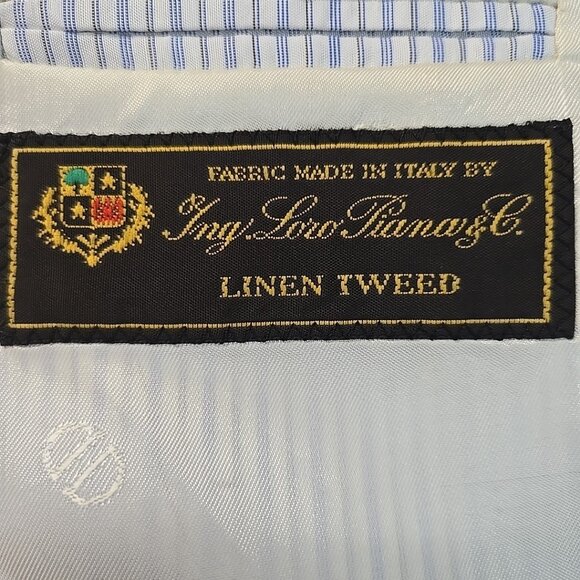 FABRIC MADE IN ITALY BY
Ing. Loro Piana & C.
LINEN TWEED